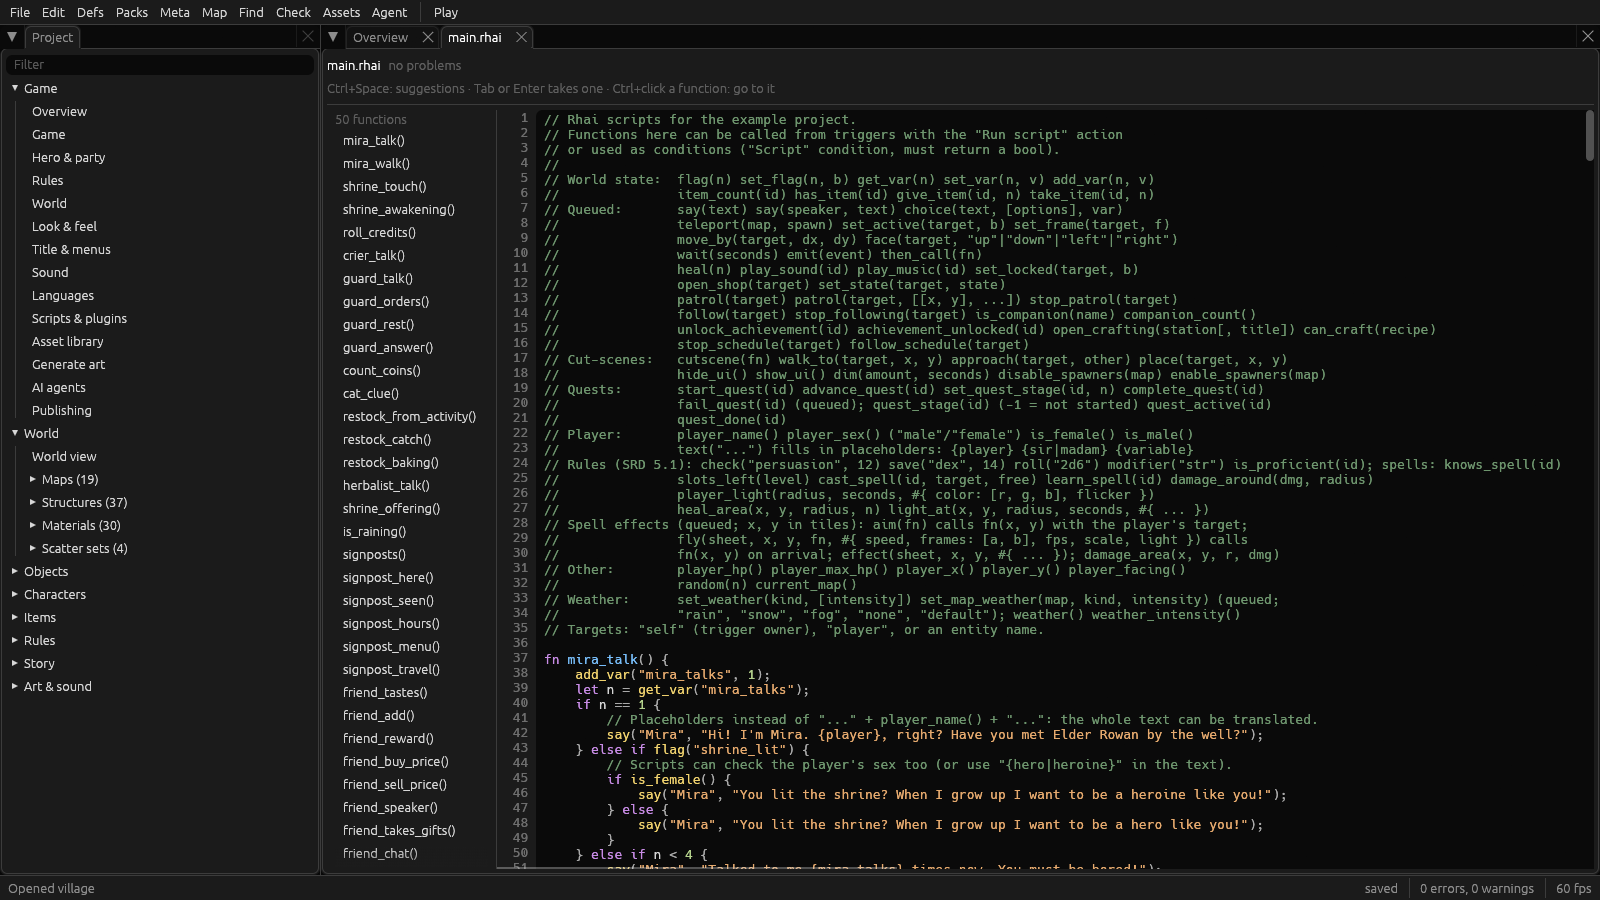 File Edit Defs Packs Meta Map Find Check Assets Agent Play
Project
Overview
main.rhai
Filter
Game
Overview
Game
Hero & party
Rules
World
Look & feel
Title & menus
Sound
Languages
Scripts & plugins
Asset library
Generate art
AI agents
Publishing
World
World view
Maps (19)
Structures (37)
Materials (30)
Scatter sets (4)
Objects
Characters
Items
Rules
Story
Art & sound
main.rhai no problems
Ctrl+Space: suggestions · Tab or Enter takes one · Ctrl+click a function: go to it
50 functions
mira_talk()
mira_walk()
shrine_touch()
shrine_awakening()
roll_credits()
crier_talk()
guard_talk()
guard_orders()
guard_rest()
guard_answer()
count_coins()
cat_clue()
restock_from_activity()
restock_catch()
restock_baking()
herbalist_talk()
shrine_offering()
is_raining()
signposts()
signpost_here()
signpost_seen()
signpost_hours()
signpost_menu()
signpost_travel()
friend_tastes()
friend_add()
friend_reward()
friend_buy_price()
friend_sell_price()
friend_speaker()
friend_takes_gifts()
friend_chat()
1 // Rhai scripts for the example project.
2 // Functions here can be called from triggers with the "Run script" action
3 // or used as conditions ("Script" condition, must return a bool).
4 //
5 // World state:  flag(n) set_flag(n, b) get_var(n) set_var(n, v) add_var(n, v)
6 //               item_count(id) has_item(id) give_item(id, n) take_item(id, n)
7 // Queued:       say(text) say(speaker, text) choice(text, [options], var)
8 //               teleport(map, spawn) set_active(target, b) set_frame(target, f)
9 //               move_by(target, dx, dy) face(target, "up"|"down"|"left"|"right")
10 //               wait(seconds) emit(event) then_call(fn)
11 //               heal(n) play_sound(id) play_music(id) set_locked(target, b)
12 //               open_shop(target) set_state(target, state)
13 //               patrol(target) patrol(target, [[x, y], ...]) stop_patrol(target)
14 //               follow(target) stop_following(target) is_companion(name) companion_count()
15 //               unlock_achievement(id) achievement_unlocked(id) open_crafting(station[, title]) can_craft(recipe)
16 //               stop_schedule(target) follow_schedule(target)
17 // Cut-scenes:   cutscene(fn) walk_to(target, x, y) approach(target, other) place(target, x, y)
18 //               hide_ui() show_ui() dim(amount, seconds) disable_spawners(map) enable_spawners(map)
19 // Quests:       start_quest(id) advance_quest(id) set_quest_stage(id, n) complete_quest(id)
20 //               fail_quest(id) (queued); quest_stage(id) (-1 = not started) quest_active(id)
21 //               quest_done(id)
22 // Player:       player_name() player_sex() ("male"/"female") is_female() is_male()
23 //               text("...") fills in placeholders: {player} {sir|madam} {variable}
24 // Rules (SRD 5.1): check("persuasion", 12) save("dex", 14) roll("2d6") modifier("str") is_proficient(id); spells: knows_spell(id)
25 //               slots_left(level) cast_spell(id, target, free) learn_spell(id) damage_around(dmg, radius)
26 //               player_light(radius, seconds, #{ color: [r, g, b], flicker })
27 //               heal_area(x, y, radius, n) light_at(x, y, radius, seconds, #{ ... })
28 // Spell effects (queued; x, y in tiles): aim(fn) calls fn(x, y) with the player's target;
29 //               fly(sheet, x, y, fn, #{ speed, frames: [a, b], fps, scale, light }) calls
30 //               fn(x, y) on arrival; effect(sheet, x, y, #{ ... }); damage_area(x, y, r, dmg)
31 // Other:        player_hp() player_max_hp() player_x() player_y() player_facing()
32 //               random(n) current_map()
33 // Weather:      set_weather(kind, [intensity]) set_map_weather(map, kind, intensity) (queued;
34 //               "rain", "snow", "fog", "none", "default"); weather() weather_intensity()
35 // Targets: "self" (trigger owner), "player", or an entity name.
36
37 fn mira_talk() {
38     add_var("mira_talks", 1);
39     let n = get_var("mira_talks");
40     if n == 1 {
41         // Placeholders instead of "..." + player_name() + "...": the whole text can be translated.
42         say("Mira", "Hi! I'm Mira. {player}, right? Have you met Elder Rowan by the well?");
43     } else if flag("shrine_lit") {
44         // Scripts can check the player's sex too (or use "{hero|heroine}" in the text).
45         if is_female() {
46             say("Mira", "You lit the shrine? When I grow up I want to be a heroine like you!");
47         } else {
48             say("Mira", "You lit the shrine? When I grow up I want to be a hero like you!");
49         }
50     } else if n < 4 {
51         say("Mira", "Talked to me {mira_talks} times now. You must be bored!");
Opened village
saved 0 errors, 0 warnings 60 fps